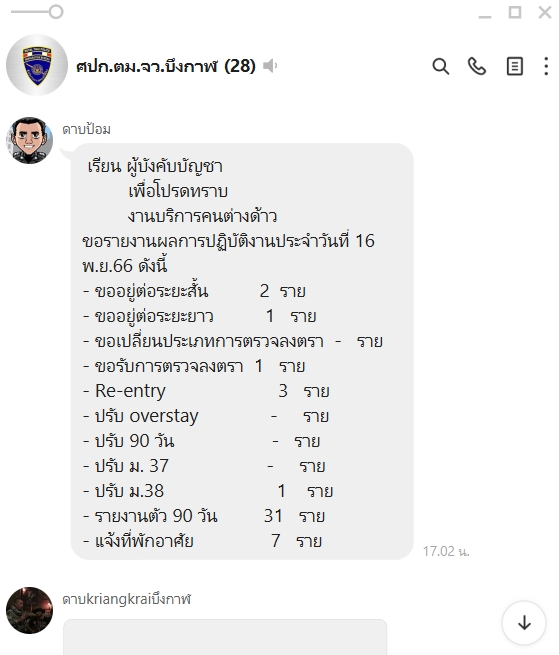 ศปก.ตม.จว.บึงกาฬ (28)
ดาบป้อม
เรียน ผู้บังคับบัญชา
เพื่อโปรดทราบ
งานบริการคนต่างด้าว
ขอรายงานผลการปฏิบัติงานประจำวันที่ 16
พ.ย.66 ดังนี้
- ขออยู่ต่อระยะสั้น 2 ราย
- ขออยู่ต่อระยะยาว 1 ราย
- ขอเปลี่ยนประเภทการตรวจลงตรา - ราย
- ขอรับการตรวจลงตรา 1 ราย
- Re-entry 3 ราย
- ปรับ overstay - ราย
- ปรับ 90 วัน - ราย
- ปรับ ม. 37 - ราย
- ปรับ ม.38 1 ราย
- รายงานตัว 90 วัน 31 ราย
- แจ้งที่พักอาศัย 7 ราย
17.02 น.
ดาบkriangkraiบึงกาฬ